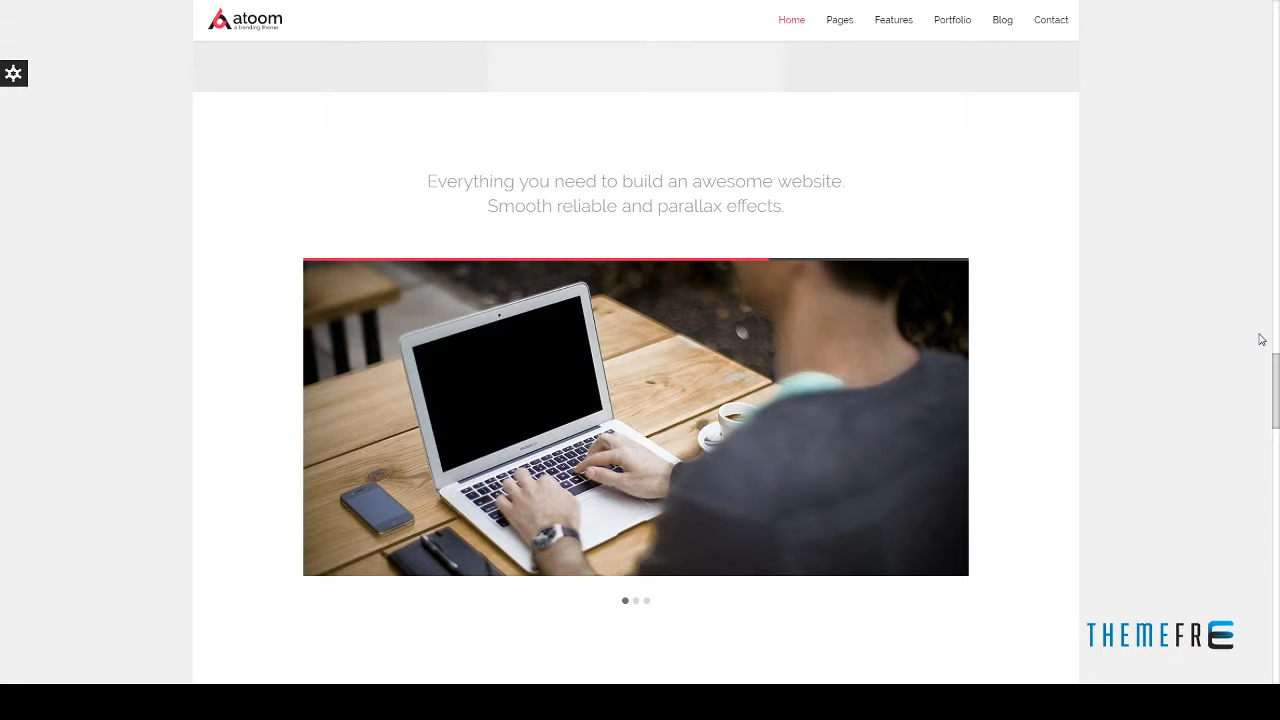 atoom
a trending theme
Home Pages Features Portfolio Blog Contact
Everything you need to build an awesome website.
Smooth reliable and parallax effects.
THEMEFRE